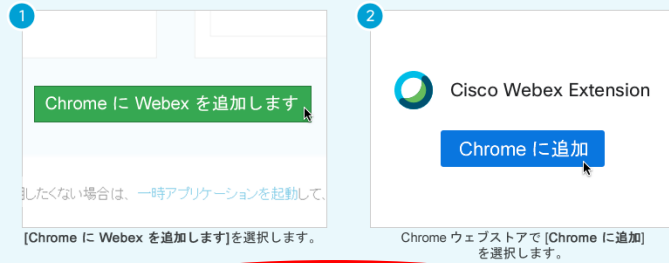 1
Chrome に Webex を追加します
したくない場合は、一時アプリケーションを起動して、
[Chrome に Webex を追加します]を選択します。
2
Cisco Webex Extension
Chrome に追加
Chrome ウェブストアで [Chrome に追加]
を選択します。